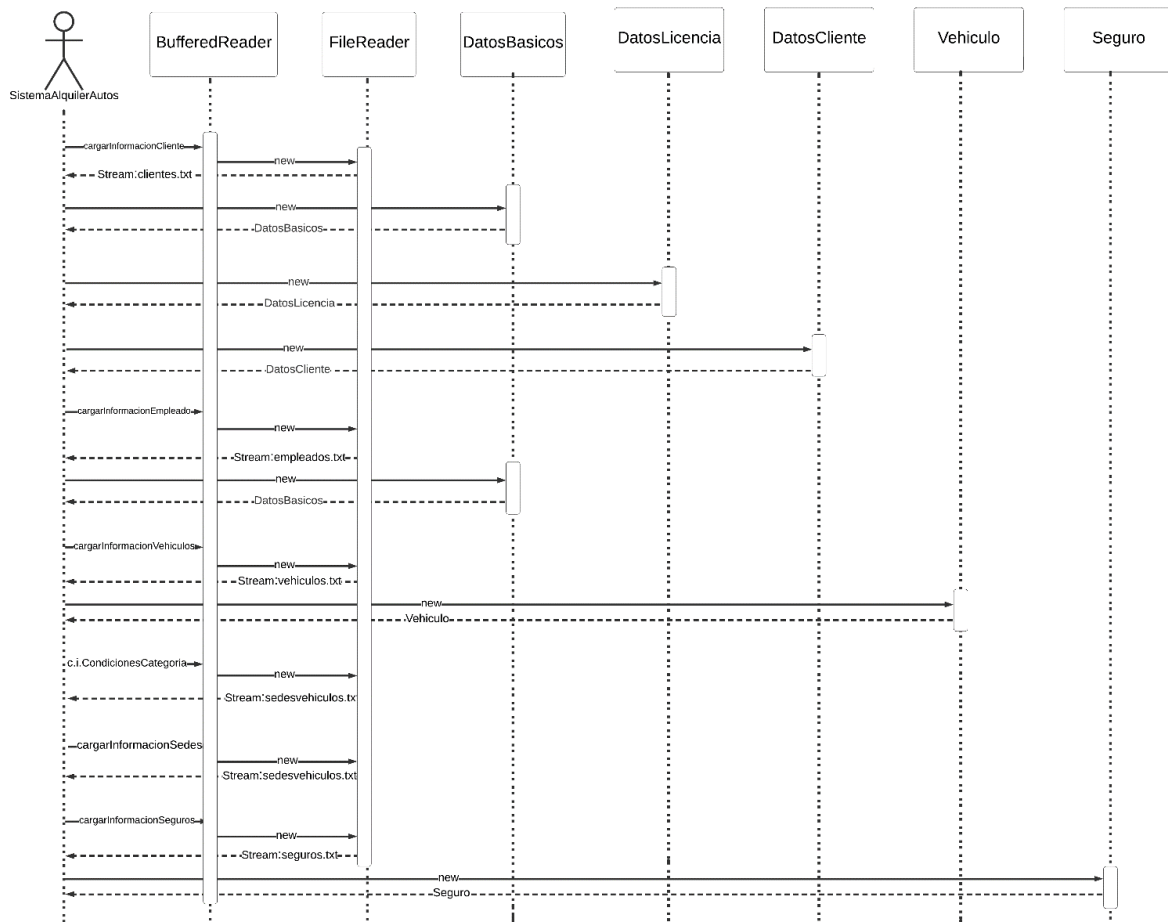 BufferedReader
FileReader
DatosBasicos
DatosLicencia
DatosCliente
Vehiculo
Seguro
SistemaAlquilerAutos
cargarInformacionCliente
new
Stream:clientes.txt
new
DatosBasicos
new
DatosLicencia
new
DatosCliente
cargarInformacionEmpleado
new
Stream:empleados.txt
new
DatosBasicos
cargarInformacionVehiculos
new
Stream:vehiculos.txt
new
Vehiculo
c.i.CondicionesCategoria
new
Stream:sedesvehiculos.txt
cargarInformacionSedes
new
Stream:sedesvehiculos.txt
cargarInformacionSeguros
new
Stream:seguros.txt
new
Seguro